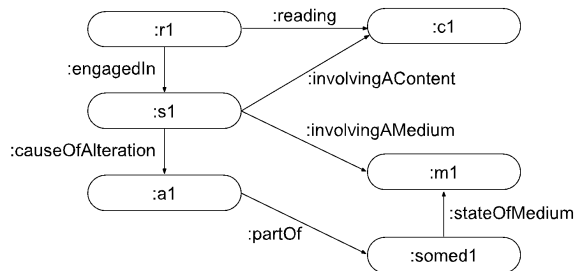 :reading
:r1
:c1
:engagedIn
:involvingAContent
:s1
:involvingAMedium
:causeOfAlteration
:m1
:a1
:stateOfMedium
:partOf
:somed1